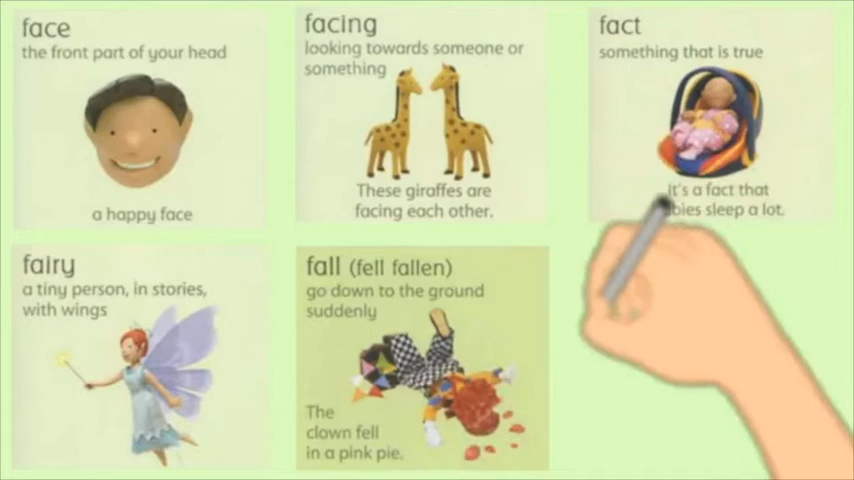 face
the front part of your head
a happy face
facing
looking towards someone or
something
These giraffes are
facing each other.
fact
something that is true
It's a fact that
sleep a lot.
fairy
a tiny person, in stories,
with wings
fall (fell fallen)
go down to the ground
suddenly
The
clown fell
in a pink pie.